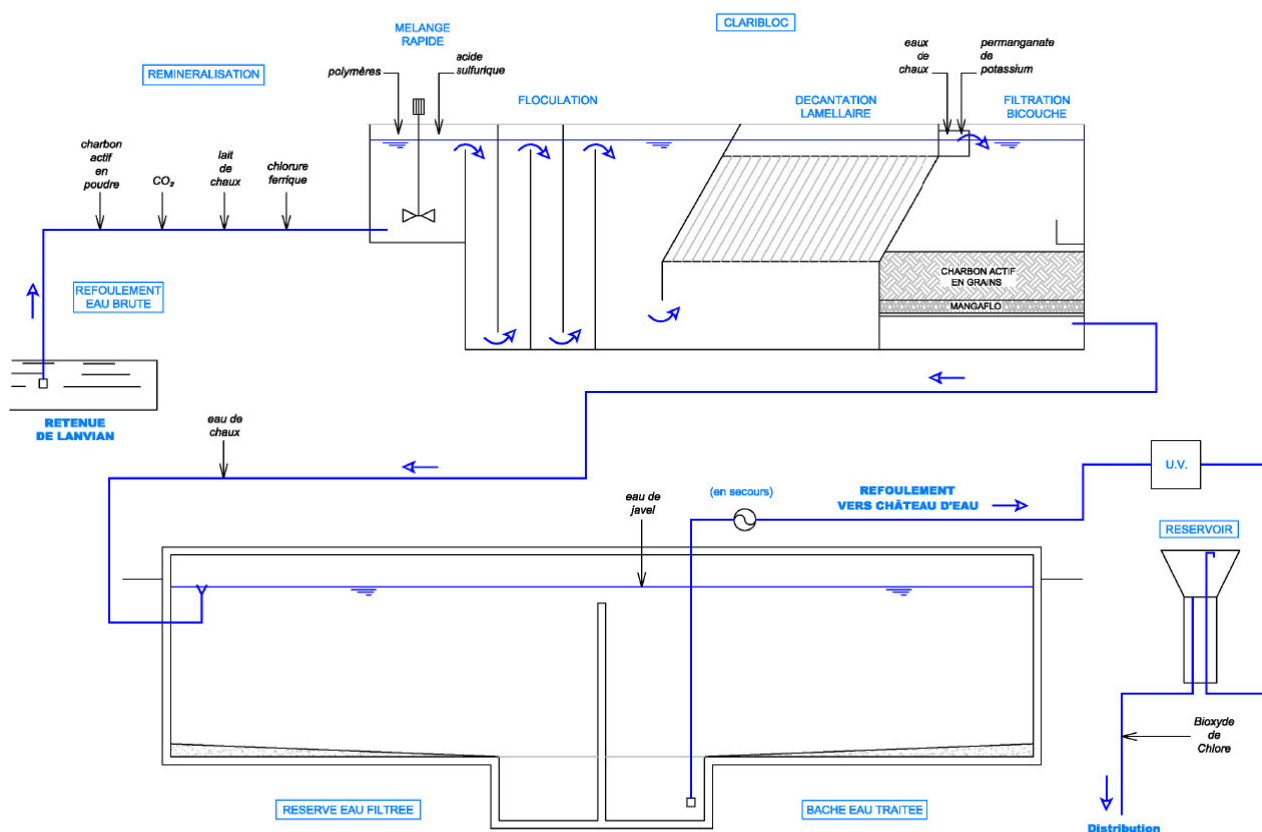 CLARIBLOC
MELANGE
RAPIDE
eaux
de
chaux
permanganate
de
potassium
acide
sulfurique
polymères
REMINERALISATION
FLOCULATION
DECANTATION
LAMELLAIRE
FILTRATION
BICOUCHE
charbon
actif
en
poudre
CO₂
lait
de
chaux
chlorure
ferrique
CHARBON ACTIF
EN GRAINS
MANGAFLO
REFOULEMENT
EAU BRUTE
RETENUE
DE LANVIAN
eau de
chaux
U.V.
(en secours)
REFOULEMENT
VERS CHÂTEAU D'EAU
eau de
javel
RESERVOIR
Bioxyde
de
Chlore
RESERVE EAU FILTREE
BACHE EAU TRAITEE
Distribution